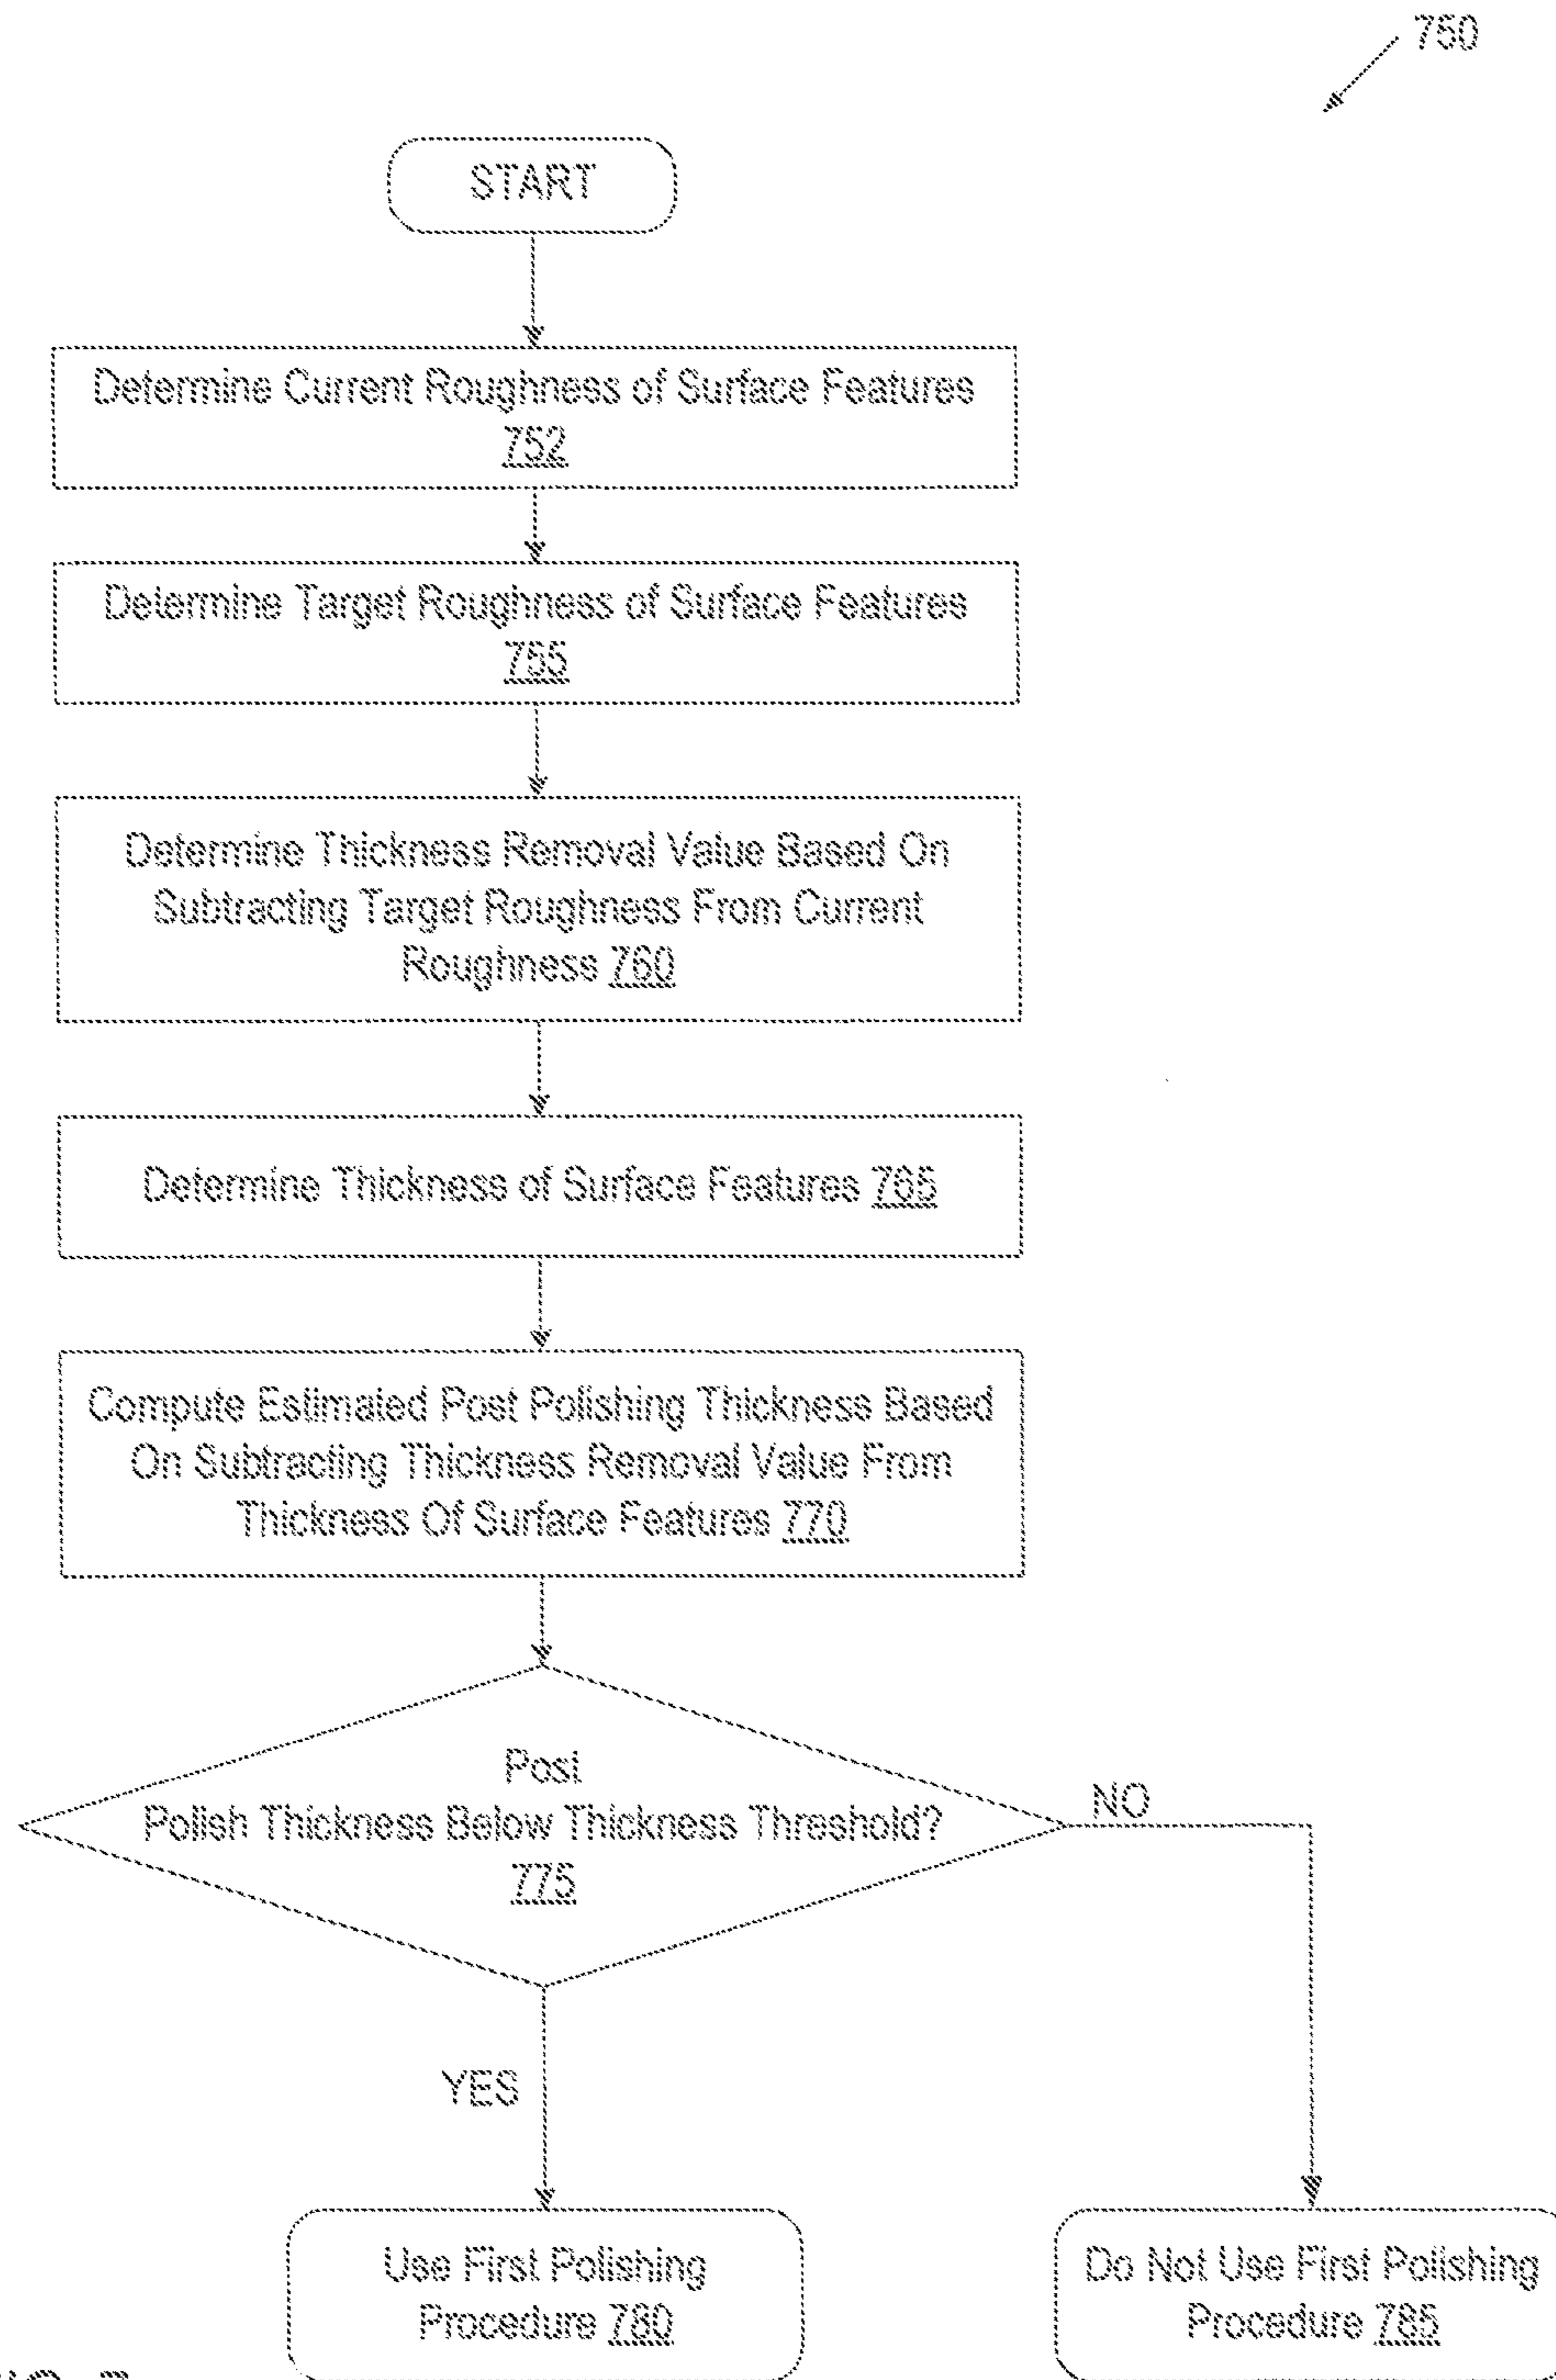 750
START
Determine Current Roughness of Surface Features
752
Determine Target Roughness of Surface Features
755
Determine Thickness Removal Value Based On
Subtracting Target Roughness From Current
Roughness 760
Determine Thickness of Surface Features 765
Compute Estimated Post Polishing Thickness Based
On Subtracting Thickness Removal Value From
Thickness Of Surface Features 770
Post
Polish Thickness Below Thickness Threshold?
775
NO
YES
Use First Polishing
Procedure 780
Do Not Use First Polishing
Procedure 785